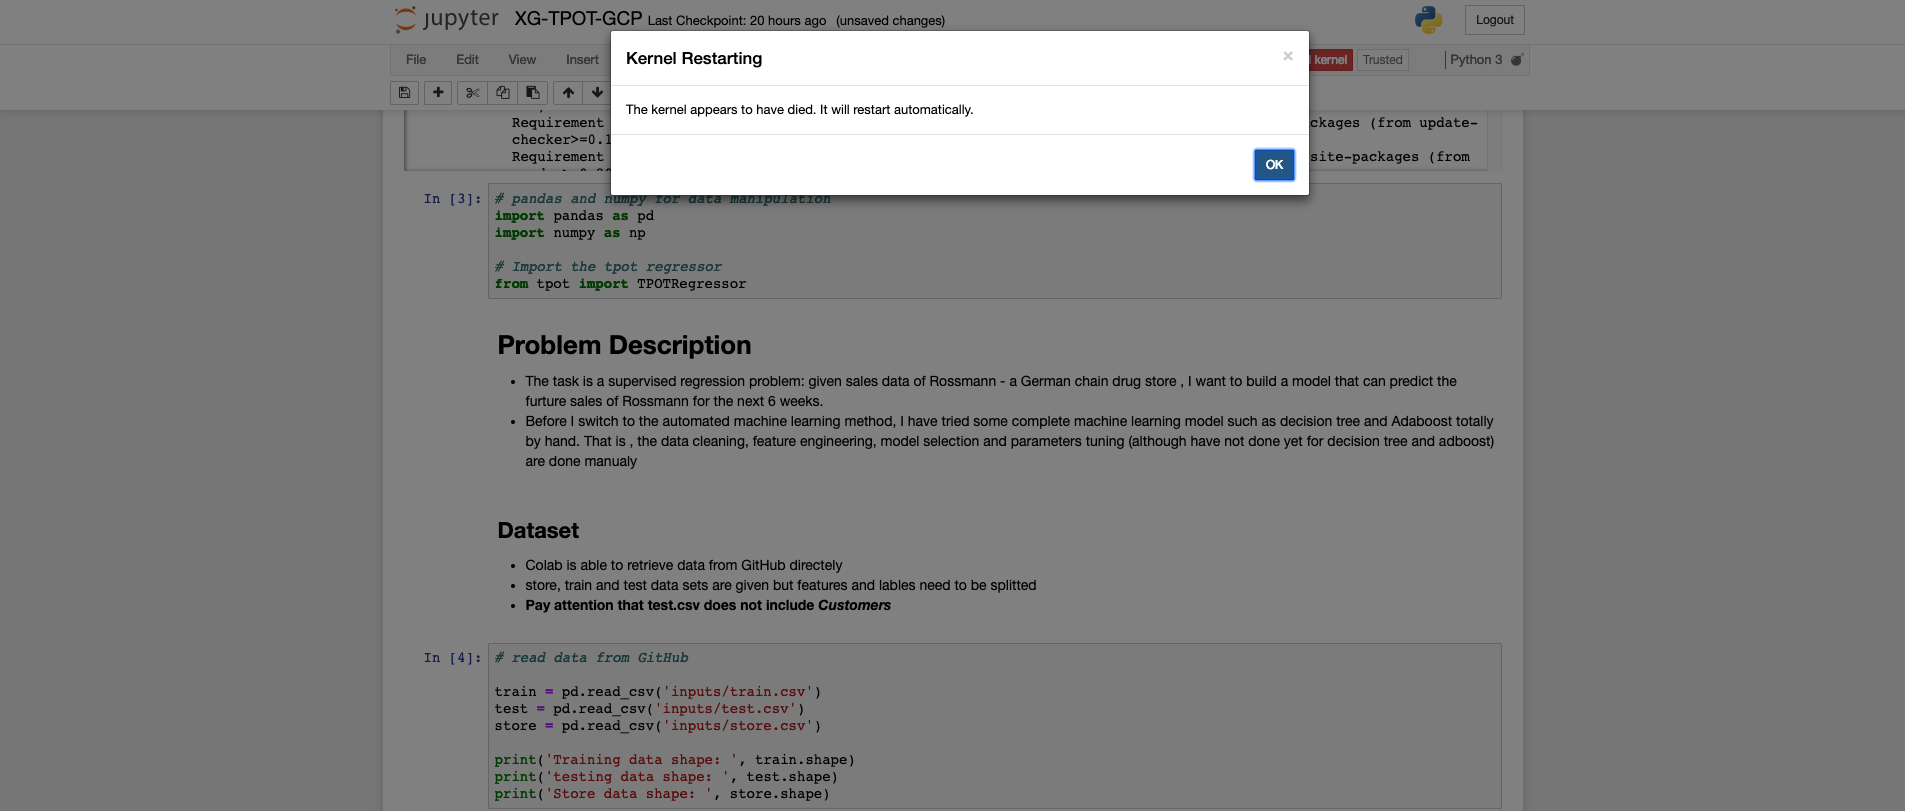 jupyter XG-TPOT-GCP Last Checkpoint: 20 hours ago (unsaved changes)
Logout
Kernel Restarting ×
File Edit View Insert kernel Trusted Python 3
The kernel appears to have died. It will restart automatically.
Requirement ckages (from update-
checker>=0.1
Requirement site-packages (from
OK
In [3]: # pandas and numpy for data manipulation
import pandas as pd
import numpy as np
# Import the tpot regressor
from tpot import TPOTRegressor
Problem Description
• The task is a supervised regression problem: given sales data of Rossmann - a German chain drug store , I want to build a model that can predict the
furture sales of Rossmann for the next 6 weeks.
• Before I switch to the automated machine learning method, I have tried some complete machine learning model such as decision tree and Adaboost totally
by hand. That is , the data cleaning, feature engineering, model selection and parameters tuning (although have not done yet for decision tree and adboost)
are done manualy
Dataset
• Colab is able to retrieve data from GitHub directely
• store, train and test data sets are given but features and lables need to be splitted
• Pay attention that test.csv does not include Customers
In [4]: # read data from GitHub
train = pd.read_csv('inputs/train.csv')
test = pd.read_csv('inputs/test.csv')
store = pd.read_csv('inputs/store.csv')
print('Training data shape: ', train.shape)
print('testing data shape: ', test.shape)
print('Store data shape: ', store.shape)